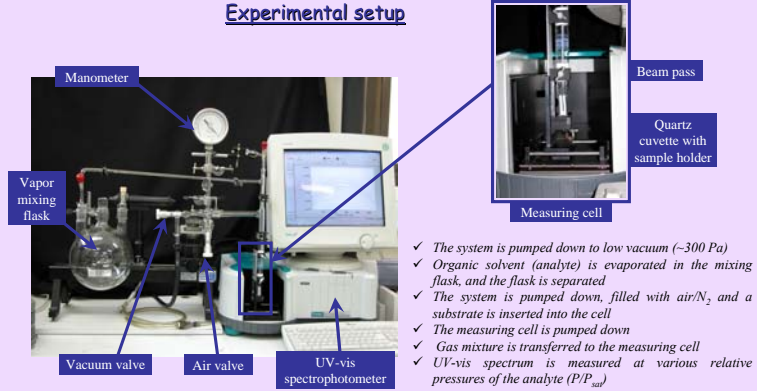 Experimental setup
Manometer
Beam pass
Quartz
cuvette with
sample holder
Vapor
mixing
flask
Measuring cell
✓ The system is pumped down to low vacuum (~300 Pa)
✓ Organic solvent (analyte) is evaporated in the mixing
flask, and the flask is separated
✓ The system is pumped down, filled with air/N₂ and a
substrate is inserted into the cell
✓ The measuring cell is pumped down
✓ Gas mixture is transferred to the measuring cell
✓ UV-vis spectrum is measured at various relative
pressures of the analyte (P/Pₛₐₜ)
Vacuum valve
Air valve
UV-vis
spectrophotometer